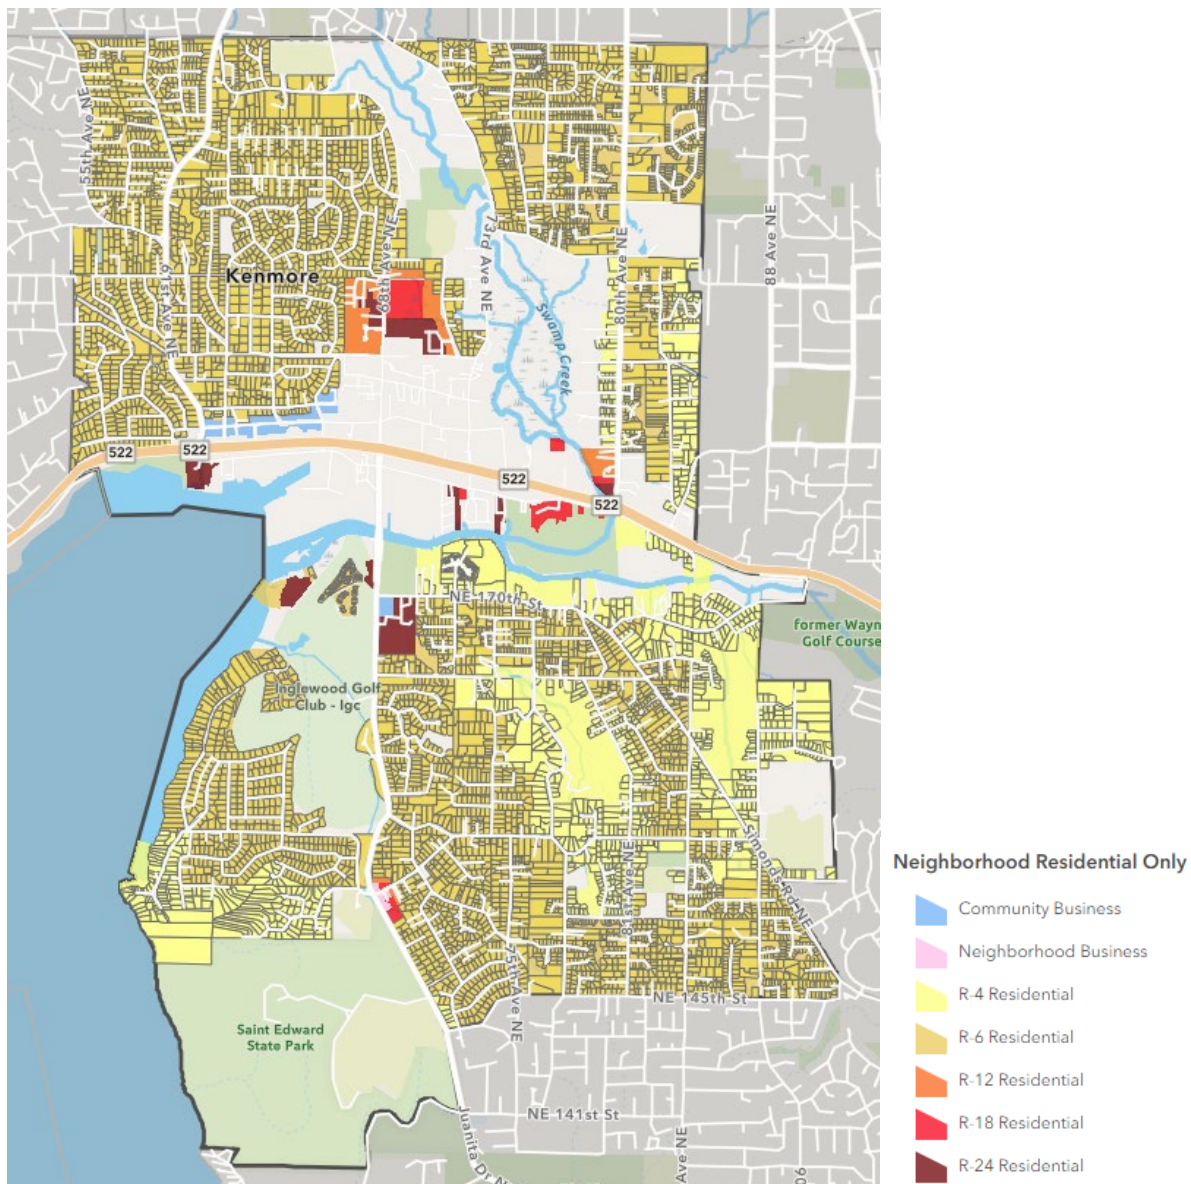 55th Ave NE
61st Ave NE
Kenmore
68th Ave NE
73rd Ave NE
Swamp Creek
80th Ave NE
88 Ave NE
522
522
522
522
NE 170th St
former Wayn
Golf Course
Inglewood Golf
Club - Igc
Simonds Rd NE
81st Ave NE
75th Ave NE
NE 145th St
Saint Edward
State Park
Juanita Dr N
NE 141st St
Ave NE
90
Neighborhood Residential Only
Community Business
Neighborhood Business
R-4 Residential
R-6 Residential
R-12 Residential
R-18 Residential
R-24 Residential